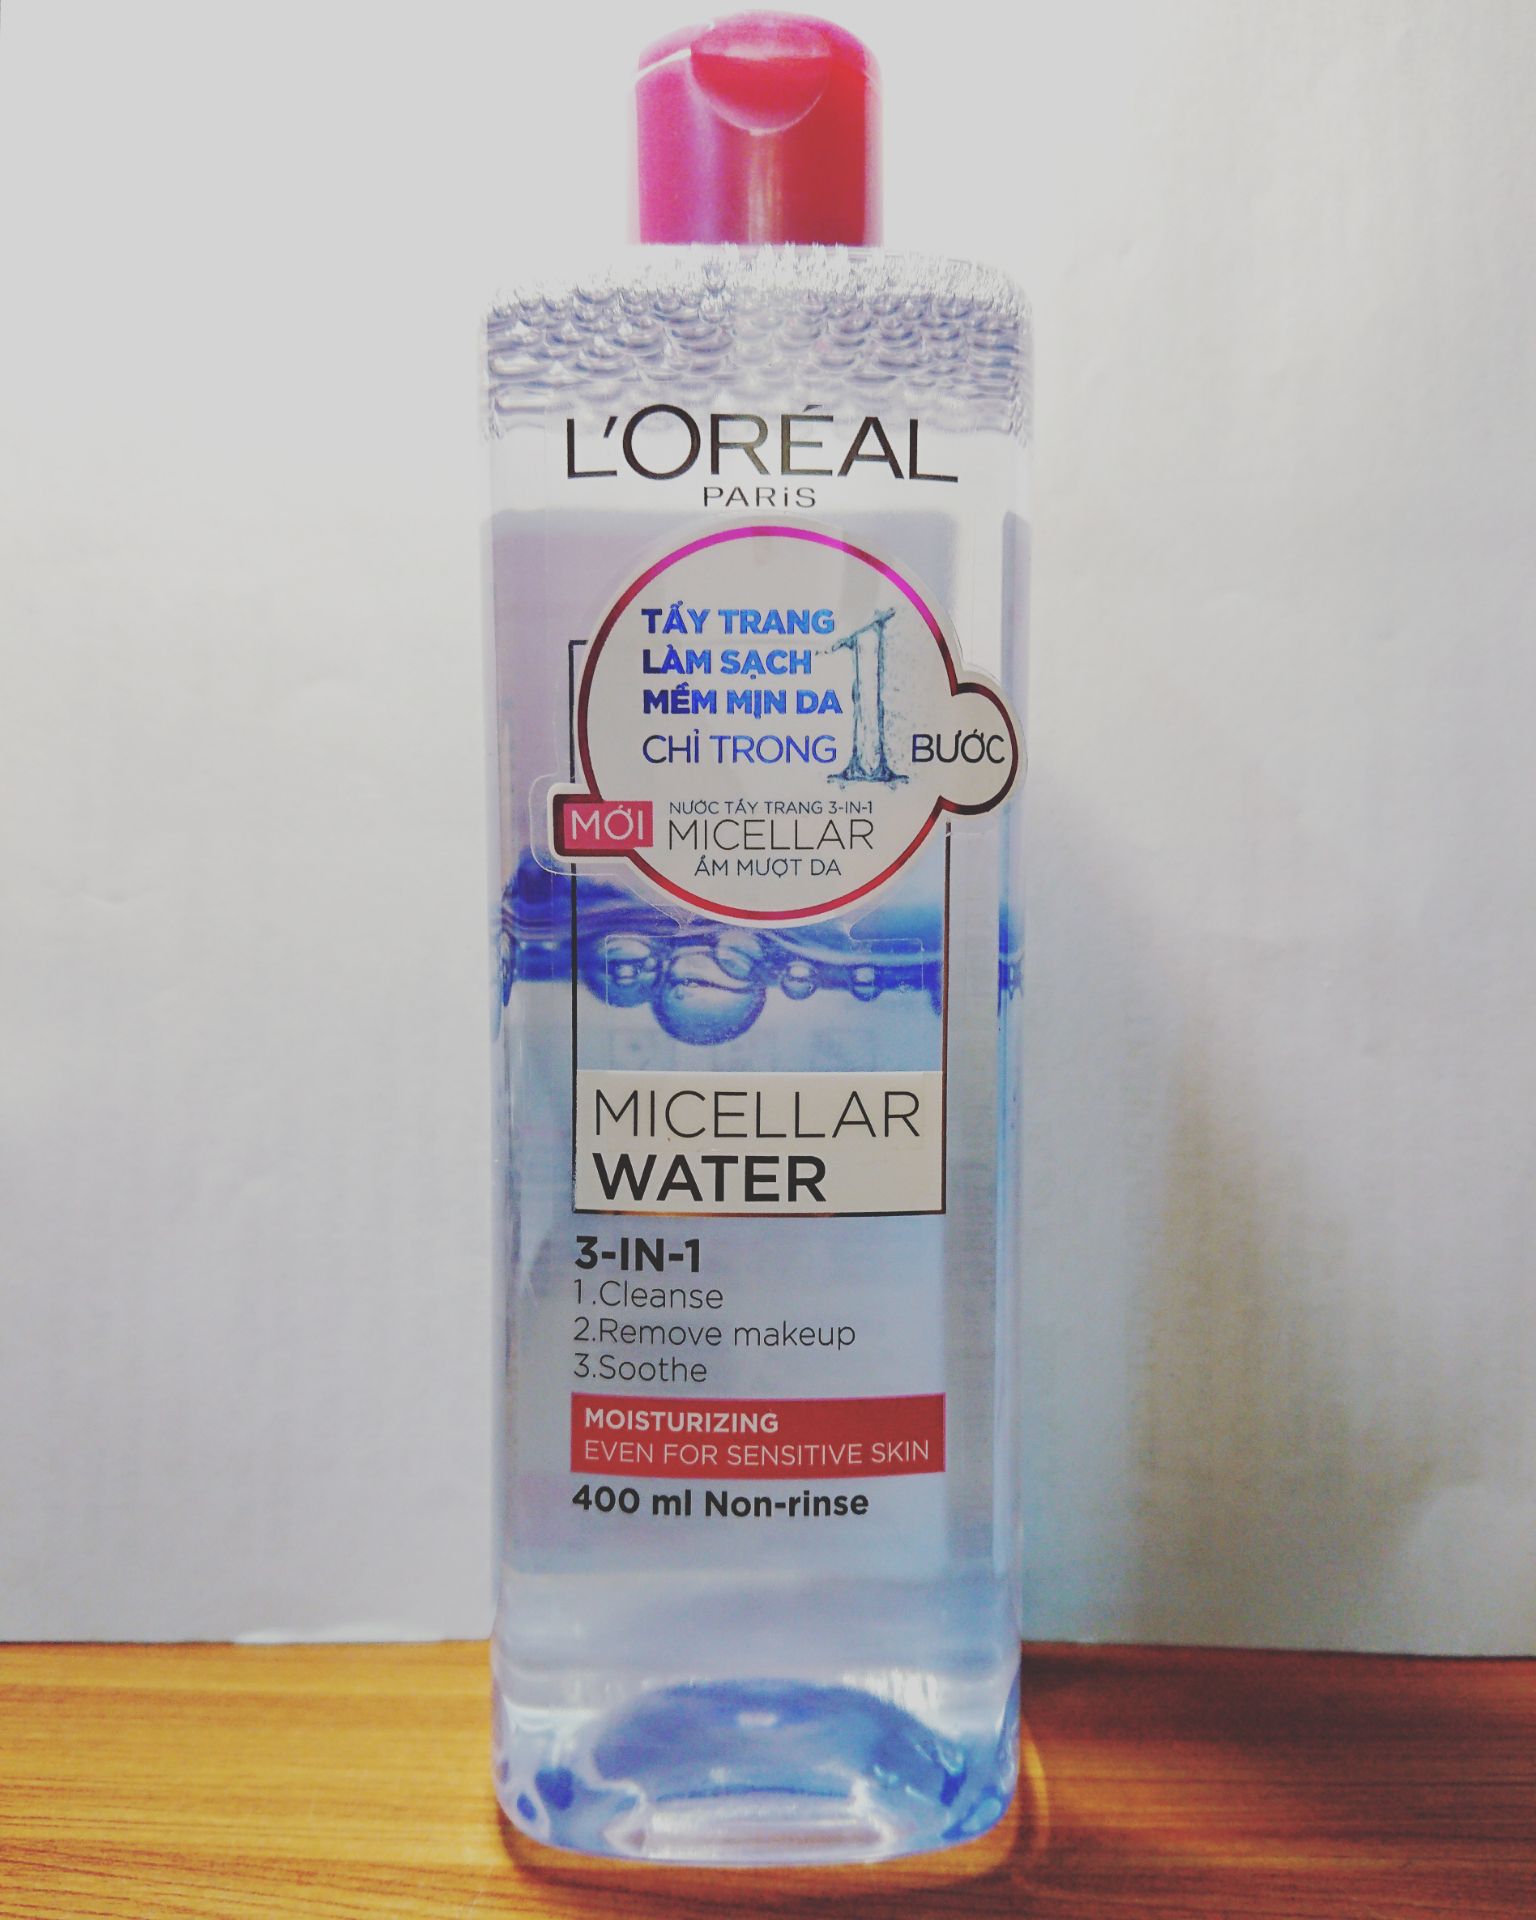 L'ORÉAL
PARiS
TẨY TRANG
LÀM SẠCH
MỀM MỊN DA
CHỈ TRONG 1 BƯỚC
MỚI
NƯỚC TẨY TRANG 3-IN-1
MICELLAR
ẨM MƯỢT DA
MICELLAR
WATER
3-IN-1
1.Cleanse
2.Remove makeup
3.Soothe
MOISTURIZING
EVEN FOR SENSITIVE SKIN
400 ml Non-rinse